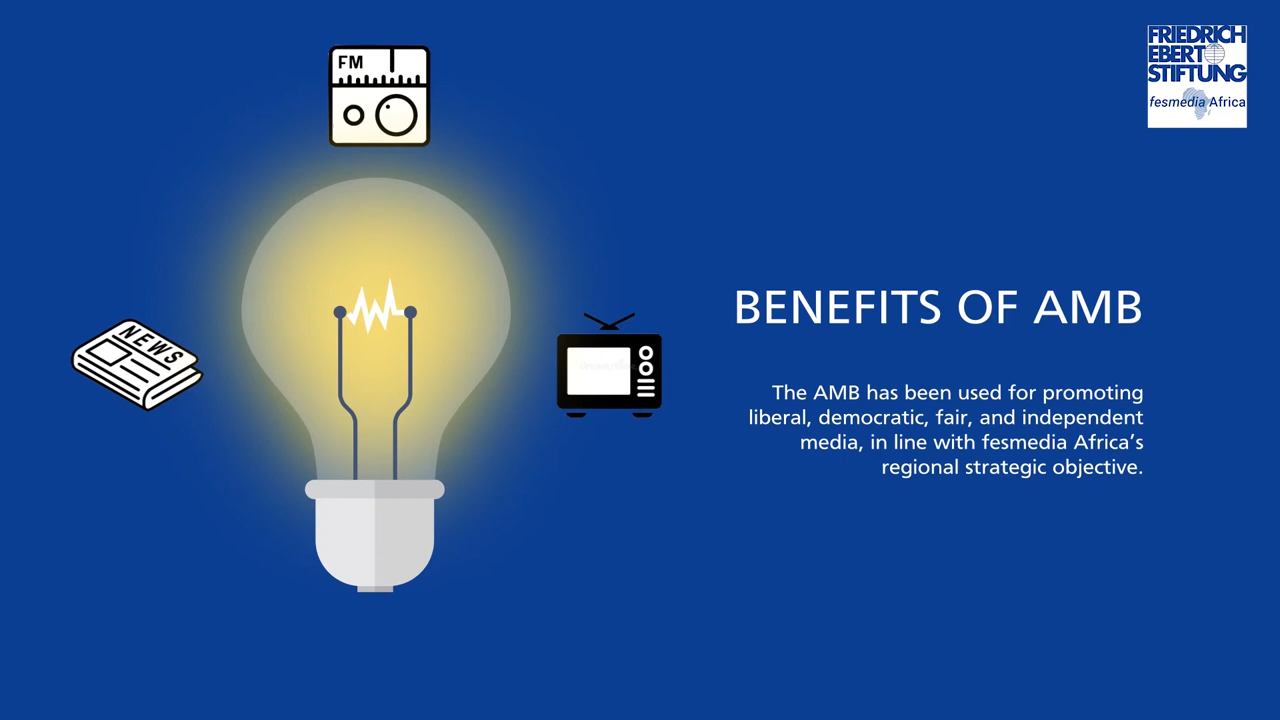 FRIEDRICH
EBERT
STIFTUNG
fesmedia Africa
FM
NEWS
BENEFITS OF AMB
The AMB has been used for promoting
liberal, democratic, fair, and independent
media, in line with fesmedia Africa's
regional strategic objective.